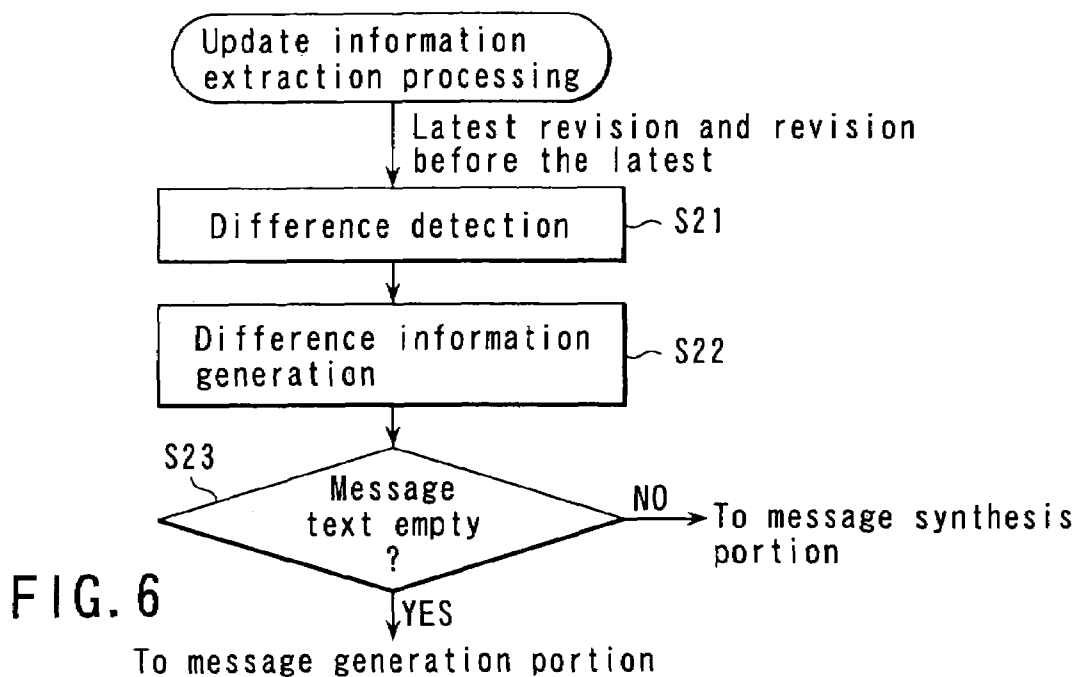 Update information
extraction processing
Latest revision and revision
before the latest
Difference detection
S21
Difference information
generation
S22
S23
Message
text empty
?
NO
To message synthesis
portion
FIG. 6
YES
To message generation portion